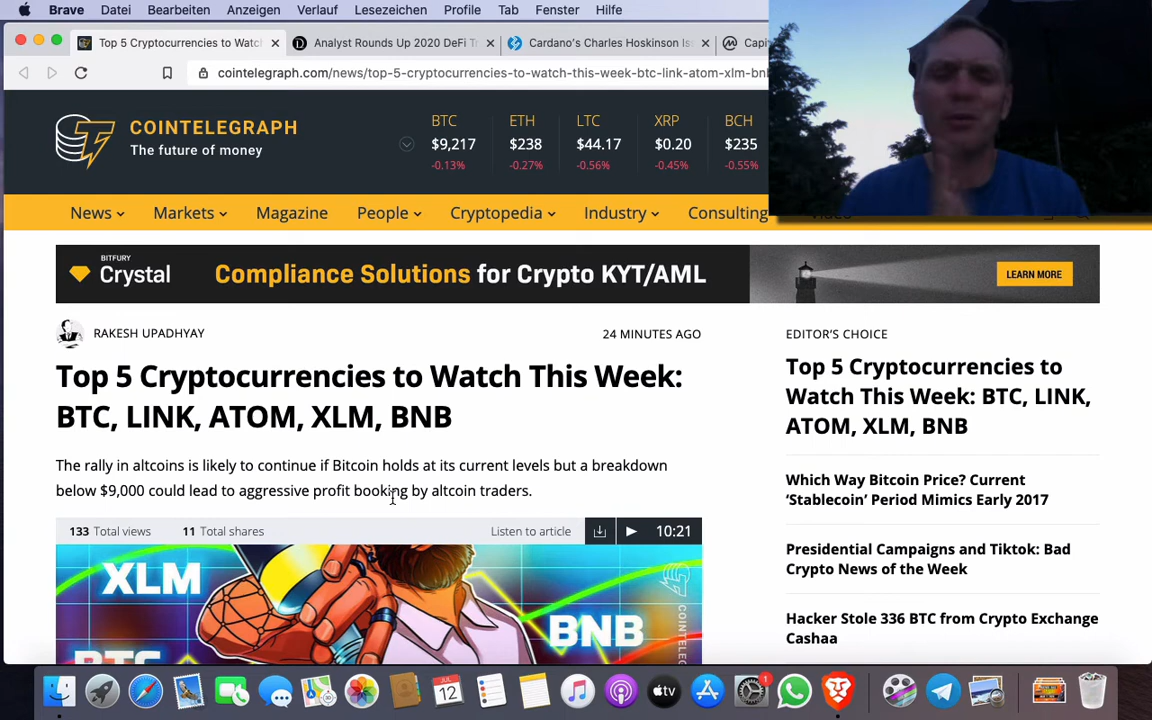 Brave Datei Bearbeiten Anzeigen Verlauf Lesezeichen Profile Tab Fenster Hilfe
Top 5 Cryptocurrencies to Watch
Analyst Rounds Up 2020 DeFi T
Cardano's Charles Hoskinson Is
cointelegraph.com/news/top-5-cryptocurrencies-to-watch-this-week-btc-link-atom-xlm-bnb
COINTELEGRAPH
The future of money
BTC ETH LTC XRP BCH
$9,217 $238 $44.17 $0.20 $235
-0.13% -0.27% -0.56% -0.45% -0.55%
News Markets Magazine People Cryptopedia Industry Consulting
BITFURY
Crystal
Compliance Solutions for Crypto KYT/AML
LEARN MORE
RAKESH UPADHYAY
24 MINUTES AGO
Top 5 Cryptocurrencies to Watch This Week:
BTC, LINK, ATOM, XLM, BNB
The rally in altcoins is likely to continue if Bitcoin holds at its current levels but a breakdown
below $9,000 could lead to aggressive profit booking by altcoin traders.
133 Total views 11 Total shares Listen to article 10:21
XLM
BNB
BTC
EDITOR'S CHOICE
Top 5 Cryptocurrencies to
Watch This Week: BTC, LINK,
ATOM, XLM, BNB
Which Way Bitcoin Price? Current
'Stablecoin' Period Mimics Early 2017
Presidential Campaigns and Tiktok: Bad
Crypto News of the Week
Hacker Stole 336 BTC from Crypto Exchange
Cashaa
JUL
12
tv
1